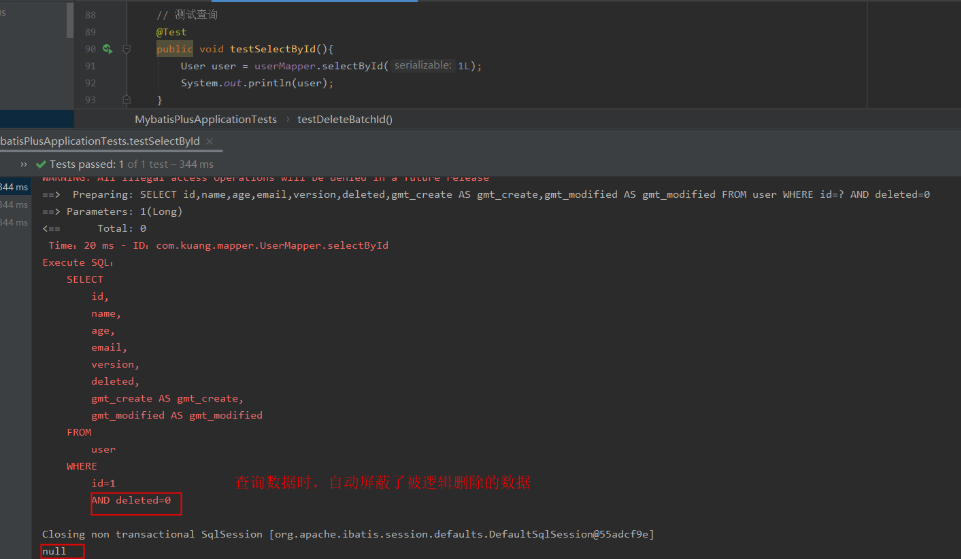 88 // 测试查询
89 @Test
90 public void testSelectById(){
91 User user = userMapper.selectById( serializable: 1L);
92 System.out.println(user);
93 }
MybatisPlusApplicationTests › testDeleteBatchId()
batisPlusApplicationTests.testSelectById ×
» ✔ Tests passed: 1 of 1 test – 344 ms
344 ms WARNING: All illegal access operations will be denied in a future release
==> Preparing: SELECT id,name,age,email,version,deleted,gmt_create AS gmt_create,gmt_modified AS gmt_modified FROM user WHERE id=? AND deleted=0
344 ms ==> Parameters: 1(Long)
344 ms <== Total: 0
Time：20 ms - ID：com.kuang.mapper.UserMapper.selectById
Execute SQL：
SELECT
id,
name,
age,
email,
version,
deleted,
gmt_create AS gmt_create,
gmt_modified AS gmt_modified
FROM
user
WHERE
id=1 查询数据时，自动屏蔽了被逻辑删除的数据
AND deleted=0
Closing non transactional SqlSession [org.apache.ibatis.session.defaults.DefaultSqlSession@55adcf9e]
null